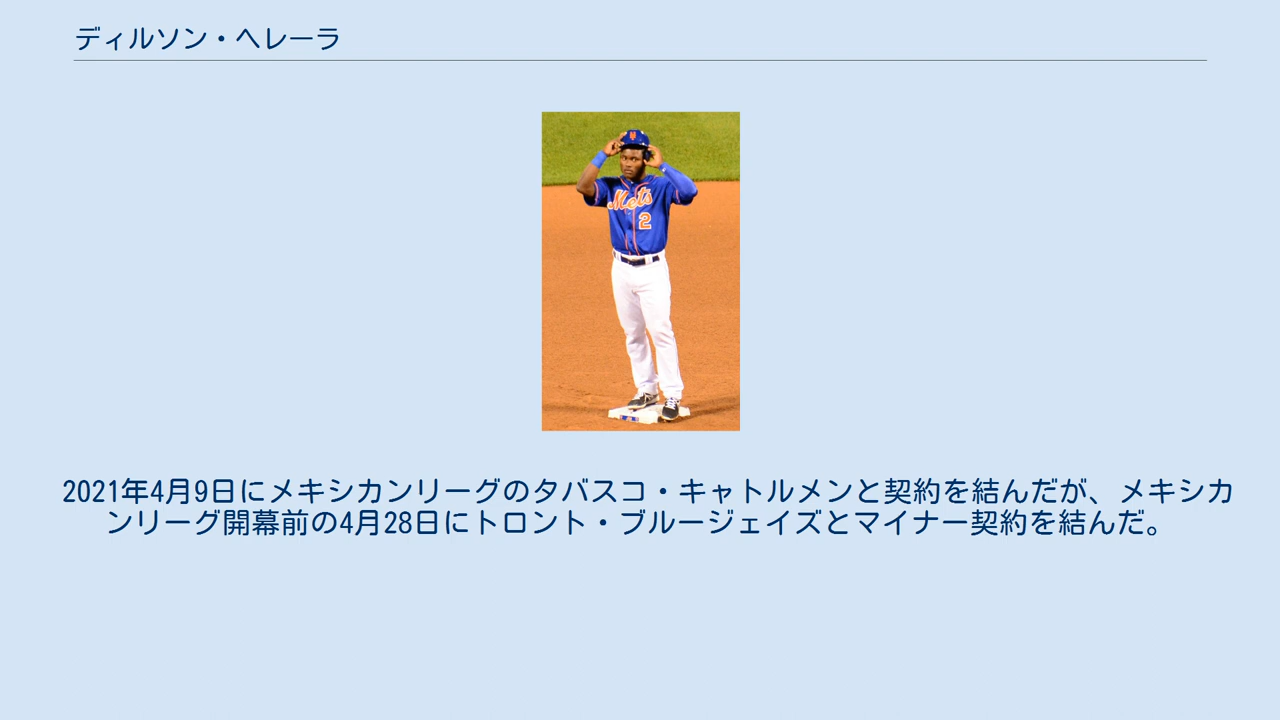 ディルソン・ヘレーラ
Mets
2
2021年4月9日にメキシカンリーグのタバスコ・キャトルメンと契約を結んだが、メキシカ
ンリーグ開幕前の4月28日にトロント・ブルージェイズとマイナー契約を結んだ。